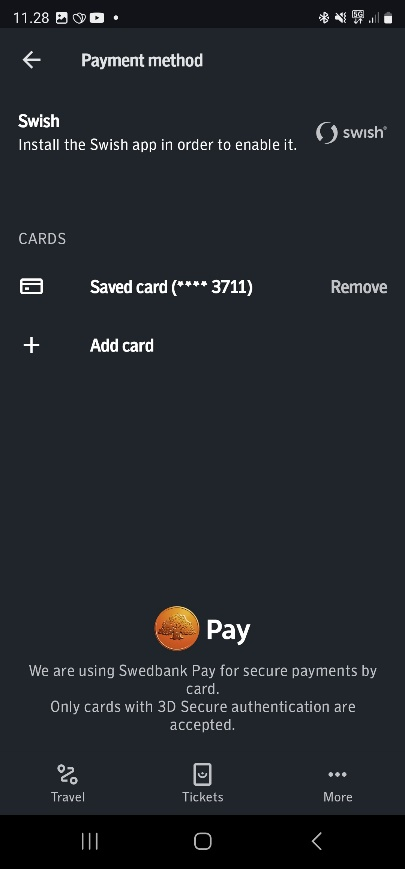 11.28
5G
Payment method
Swish
Install the Swish app in order to enable it.
swish®
CARDS
Saved card (**** 3711)
Remove
Add card
Pay
We are using Swedbank Pay for secure payments by
card.
Only cards with 3D Secure authentication are
accepted.
Travel
Tickets
More